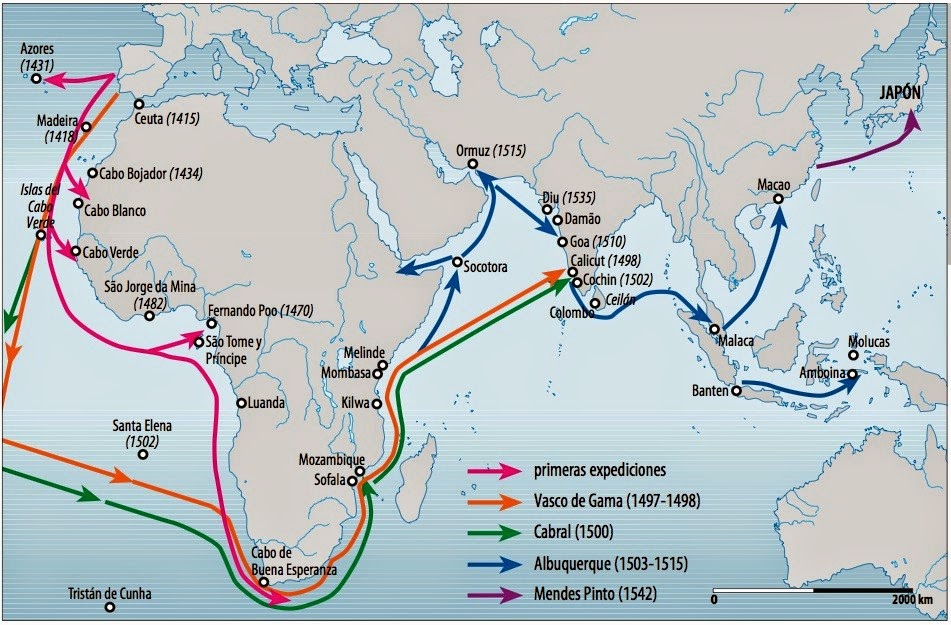 Azores
(1431)
Ceuta (1415)
Madeira
(1418)
Cabo Bojador (1434)
Islas del
Cabo
Verde
Cabo Blanco
Cabo Verde
São Jorge da Mina
(1482)
Fernando Poo (1470)
São Tome y
Príncipe
Luanda
Santa Elena
(1502)
Tristán de Cunha
Cabo de
Buena Esperanza
Mozambique
Sofala
Kilwa
Mombasa
Melinde
Socotora
Ormuz (1515)
Diu (1535)
Damão
Goa (1510)
Calicut (1498)
Cochin (1502)
Ceilán
Colombo
Malaca
Banten
Amboina
Molucas
Macao
JAPÓN
primeras expediciones
Vasco de Gama (1497-1498)
Cabral (1500)
Albuquerque (1503-1515)
Mendes Pinto (1542)
0 2000 km